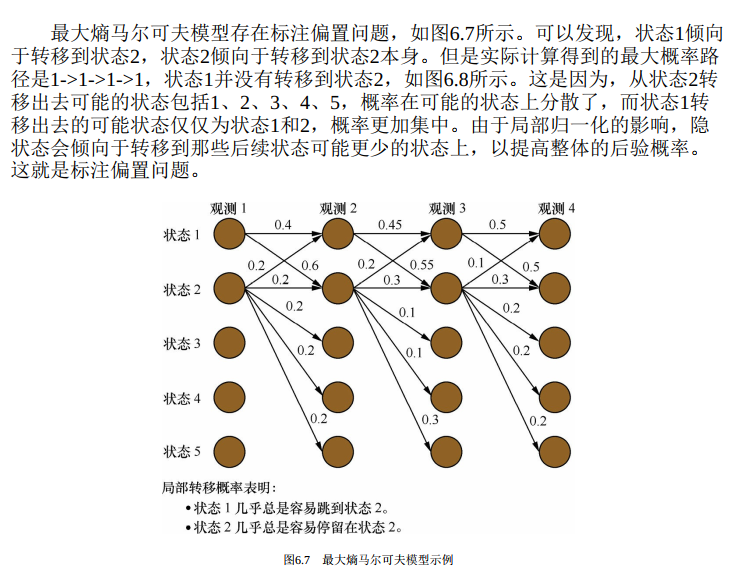 最大熵马尔可夫模型存在标注偏置问题，如图6.7所示。可以发现，状态1倾向
于转移到状态2，状态2倾向于转移到状态2本身。但是实际计算得到的最大概率路
径是1->1->1->1，状态1并没有转移到状态2，如图6.8所示。这是因为，从状态2转
移出去可能的状态包括1、2、3、4、5，概率在可能的状态上分散了，而状态1转
移出去的可能状态仅仅为状态1和2，概率更加集中。由于局部归一化的影响，隐
状态会倾向于转移到那些后续状态可能更少的状态上，以提高整体的后验概率。
这就是标注偏置问题。
观测 1 观测 2 观测 3 观测 4
状态 1 0.4 0.45 0.5
0.2 0.6 0.2 0.55 0.1 0.5
状态 2 0.2 0.3 0.3
0.2 0.1 0.2
状态 3 0.2 0.1 0.2
状态 4
0.2 0.3 0.2
状态 5
局部转移概率表明：
•状态 1 几乎总是容易跳到状态 2。
•状态 2 几乎总是容易停留在状态 2。
图6.7 最大熵马尔可夫模型示例